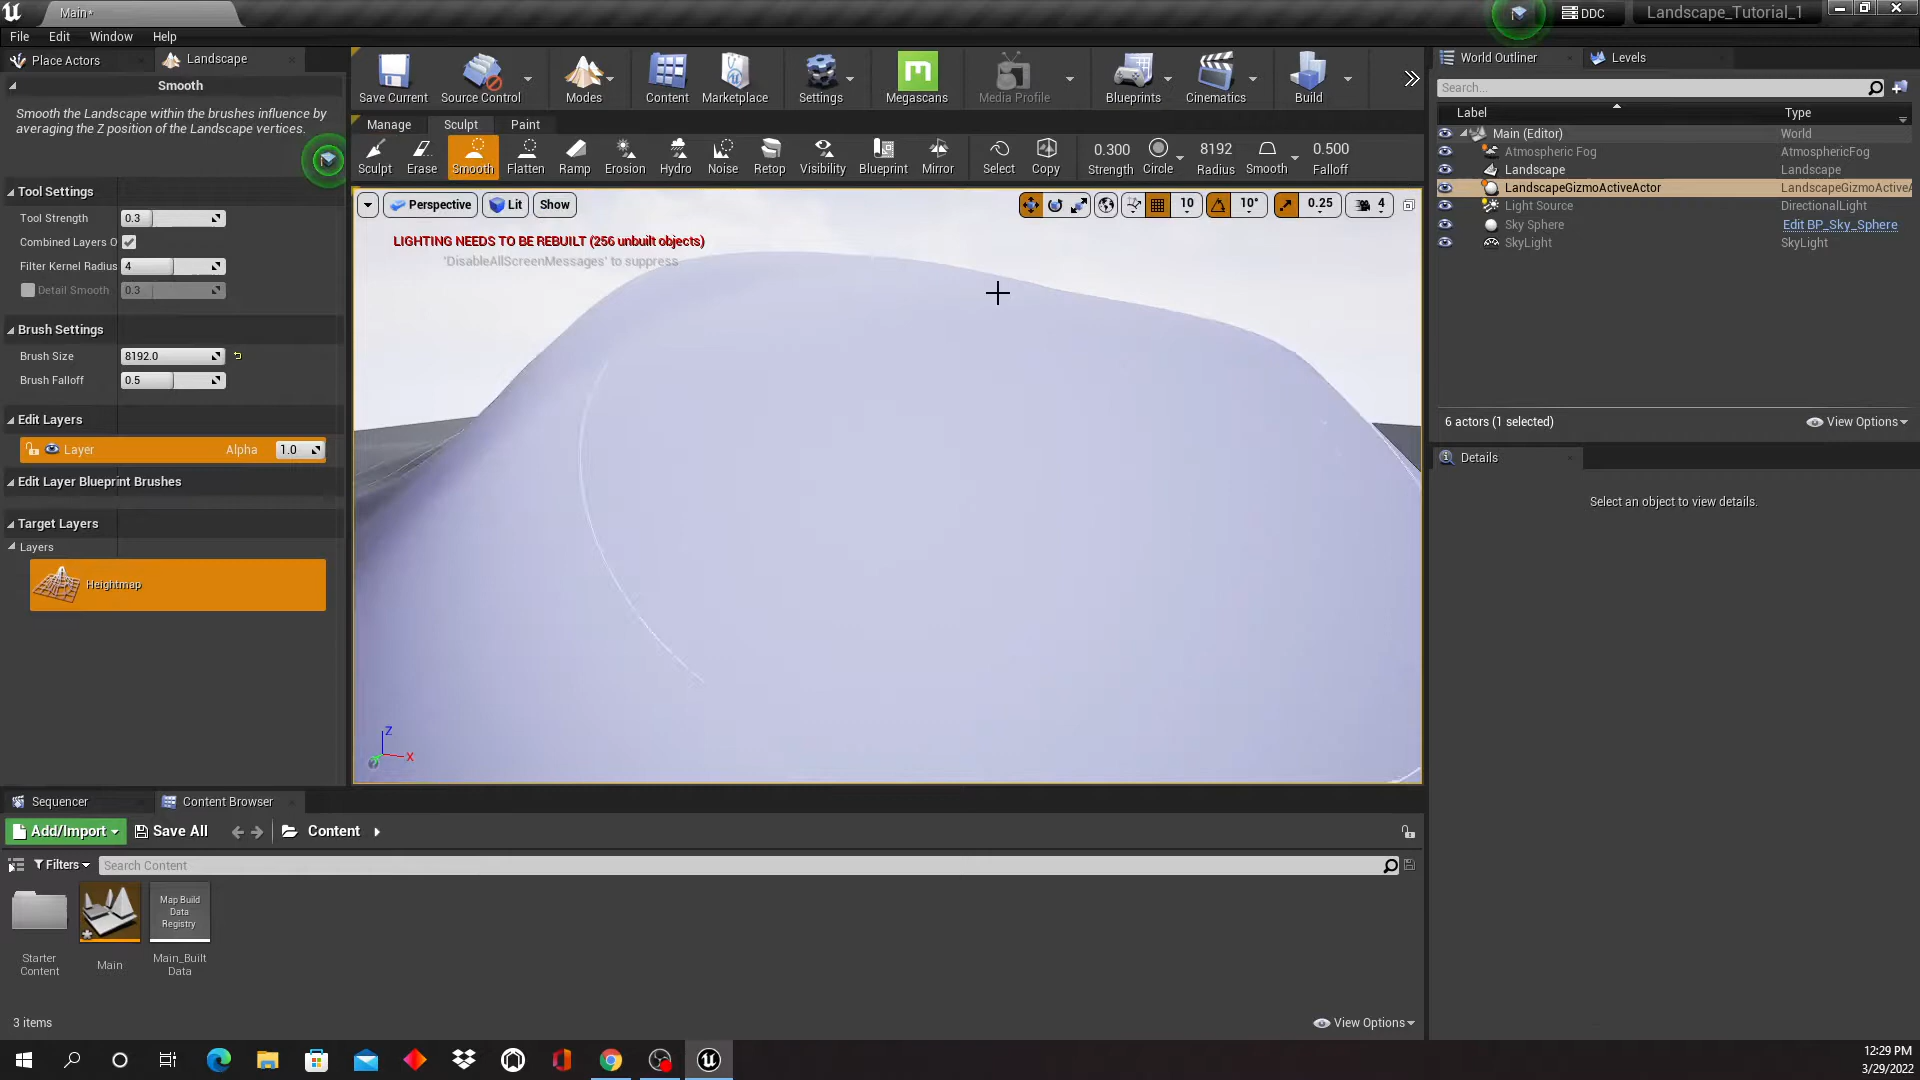 Main*
DDC
Landscape_Tutorial_1
File Edit Window Help
Place Actors Landscape
Smooth
Smooth the Landscape within the brushes influence by
averaging the Z position of the Landscape vertices.
Tool Settings
Tool Strength 0.3
Combined Layers O
Filter Kernel Radius 4
Detail Smooth 0.3
Brush Settings
Brush Size 8192.0
Brush Falloff 0.5
Edit Layers
Layer Alpha 1.0
Edit Layer Blueprint Brushes
Target Layers
Layers
Heightmap
Save Current Source Control Modes Content Marketplace Settings Megascans Media Profile Blueprints Cinematics Build
Manage Sculpt Paint
Sculpt Erase Smooth Flatten Ramp Erosion Hydro Noise Retop Visibility Blueprint Mirror Select Copy
0.300 8192 0.500
Strength Circle Radius Smooth Falloff
Perspective Lit Show
10 10° 0.25 4
LIGHTING NEEDS TO BE REBUILT (256 unbuilt objects)
'DisableAllScreenMessages' to suppress
Z
X
World Outliner Levels
Search...
Label Type
Main (Editor) World
Atmospheric Fog AtmosphericFog
Landscape Landscape
LandscapeGizmoActiveActor LandscapeGizmoActiveA
Light Source DirectionalLight
Sky Sphere Edit BP_Sky_Sphere
SkyLight SkyLight
6 actors (1 selected) View Options
Details
Select an object to view details.
Sequencer Content Browser
Add/Import Save All Content
Filters Search Content
Map Build
Data
Registry
Starter
Content
Main
Main_Built
Data
3 items
View Options
12:29 PM
3/29/2022